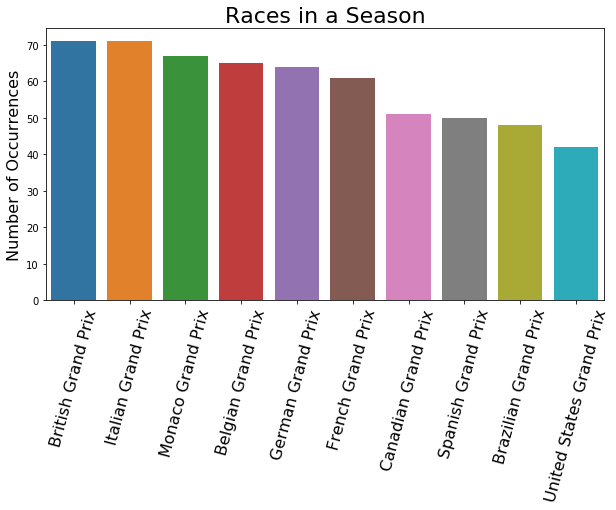 Races in a Season
Number of Occurrences
70
60
50
40
30
20
10
0
British Grand Prix
Italian Grand Prix
Monaco Grand Prix
Belgian Grand Prix
German Grand Prix
French Grand Prix
Canadian Grand Prix
Spanish Grand Prix
Brazilian Grand Prix
United States Grand Prix